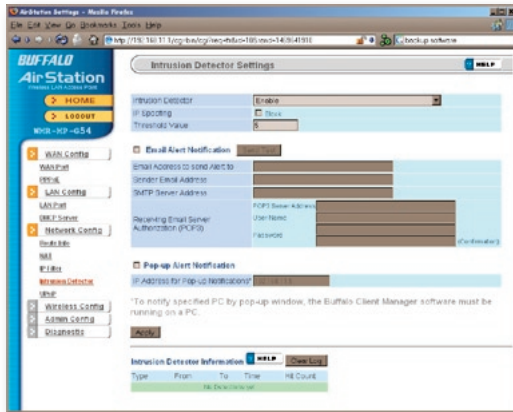 AirStation Settings - Mozilla Firefox
File Edit View Go Bookmarks Tools Help
backup software
BUFFALO
AirStation
Wireless LAN Access Point
HOME
LOGOUT
WHR-HP-G54
WAN Config
WAN Port
PPPoE
LAN Config
LAN Port
DHCP Server
Network Config
Route Info
NAT
IP Filter
Intrusion Detector
UPnP
Wireless Config
Admin Config
Diagnostic
Intrusion Detector Settings
HELP
Intrusion Detector Enable
IP Spoofing Block
Threshold Value 5
Email Alert Notification Send Test
Email Address to send Alert to
Sender Email Address
SMTP Server Address
Receiving Email Server Authorization (POP3)
POP3 Server Address
User Name
Password
(Confirmation)
Pop-up Alert Notification
IP Address for Pop-up Notifications*
*To notify specified PC by pop-up window, the Buffalo Client Manager software must be
running on a PC.
Apply
Intrusion Detector Information HELP Clear Log
Type From To Time Hit Count